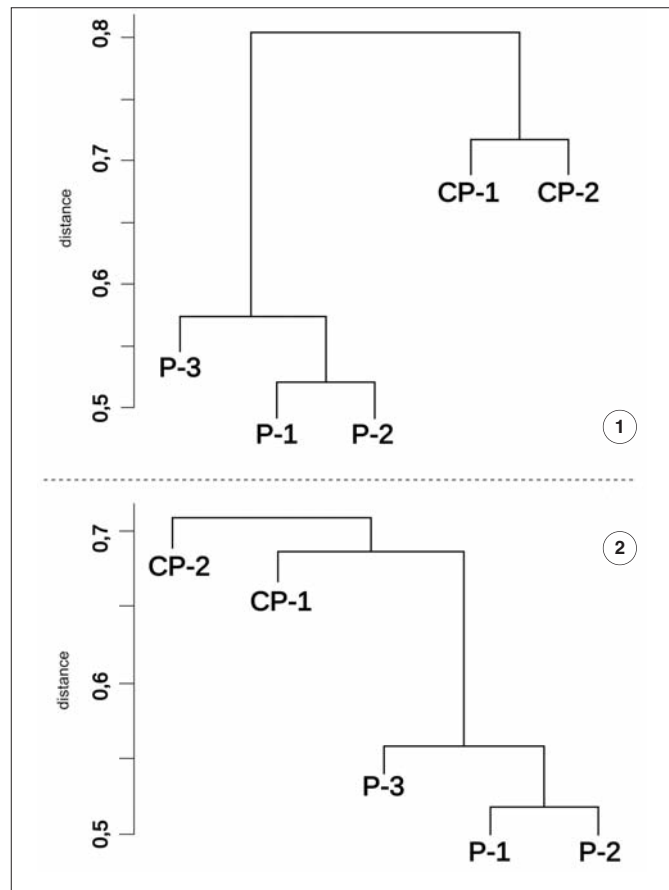 0,8
0,7
CP-1 CP-2
distance
0,6
P-3
0,5
P-1 P-2
1
0,7
2
CP-2
CP-1
distance
0,6
P-3
0,5
P-1 P-2